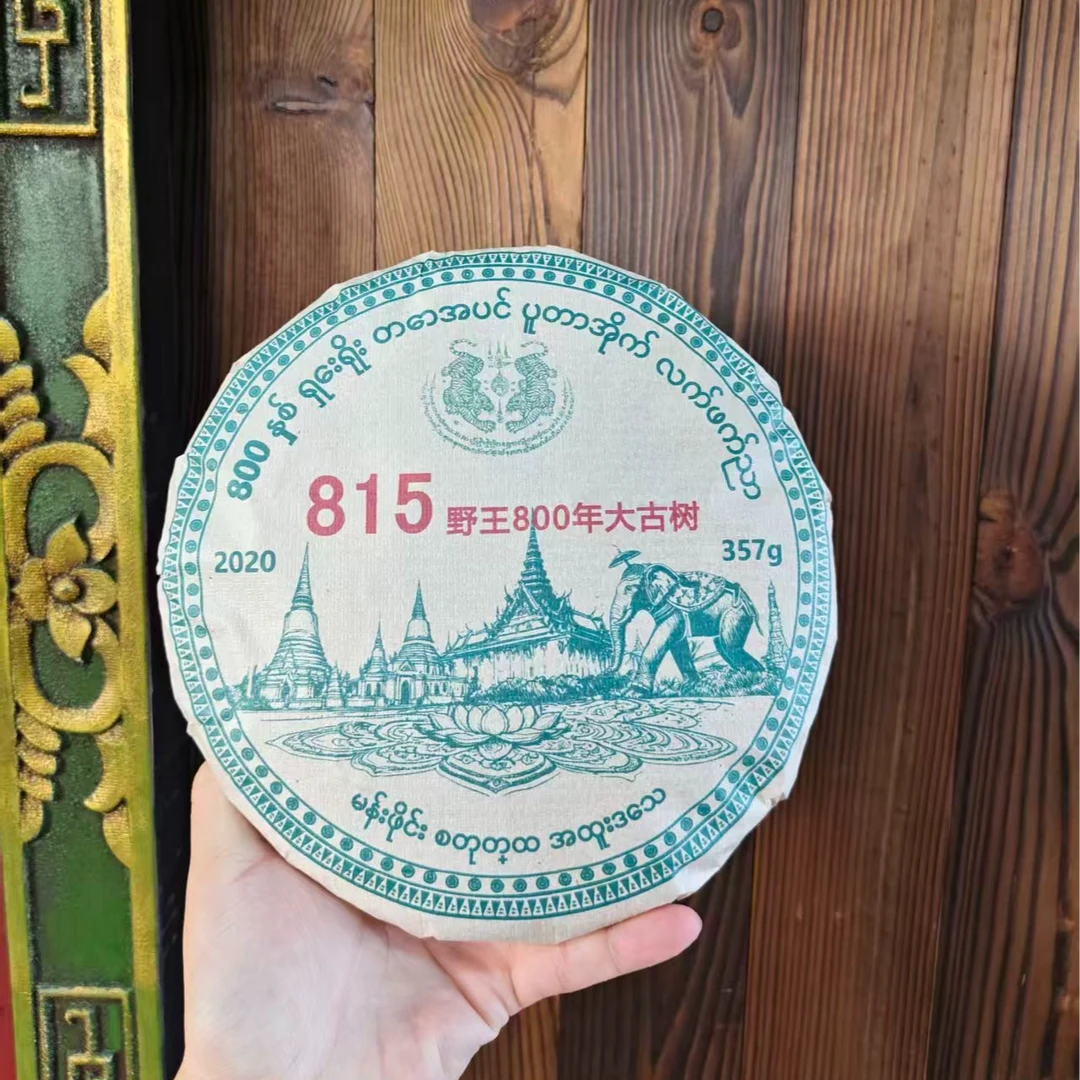 800 နှစ် ရှားရှိုး တခေအပင် ပူတာအိုက် လက်ဖက်ညာ
815 野王800年大古树
2020
357g
မန်းဖိုင်း စတုတ္ထ အထူးဒသေ